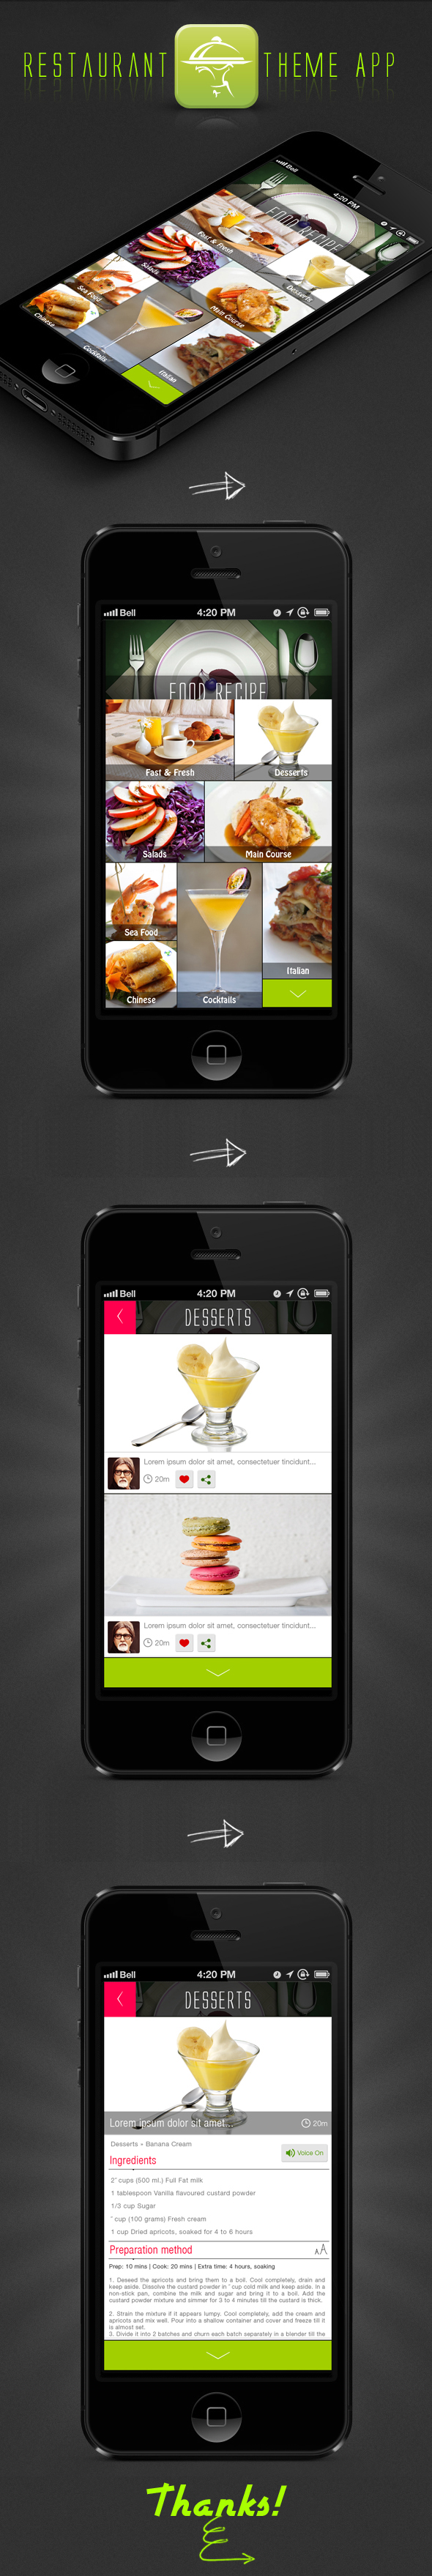 RESTAURANT THEME APP
Bell 4:20 PM
FOOD RECIPE
Fast & Fresh
Desserts
Salads
Main Course
Sea Food
Chinese
Cocktails
Italian
Bell 4:20 PM
FOOD RECIPE
Fast & Fresh
Desserts
Salads
Main Course
Sea Food
Italian
Chinese
Cocktails
Bell 4:20 PM
DESSERTS
Lorem ipsum dolor sit amet, consectetuer tincidunt...
20m
Lorem ipsum dolor sit amet, consectetuer tincidunt...
20m
Bell 4:20 PM
DESSERTS
Lorem ipsum dolor sit amet... 20m
Desserts » Banana Cream
Voice On
Ingredients
2" cups (500 ml.) Full Fat milk
1 tablespoon Vanilla flavoured custard powder
1/3 cup Sugar
" cup (100 grams) Fresh cream
1 cup Dried apricots, soaked for 4 to 6 hours
Preparation method AA
Prep: 10 mins | Cook: 20 mins | Extra time: 4 hours, soaking
1. Deseed the apricots and bring them to a boil. Cool completely, drain and
keep aside. Dissolve the custard powder in " cup cold milk and keep aside. In a
non-stick pan, combine the milk and sugar and bring it to a boil. Add the
custard powder mixture and simmer for 3 to 4 minutes till the custard is thick.
2. Strain the mixture if it appears lumpy. Cool completely, add the cream and
apricots and mix well. Pour into a shallow container and cover and freeze till it
is almost set.
3. Divide it into 2 batches and churn each batch separately in a blender till the
Thanks!